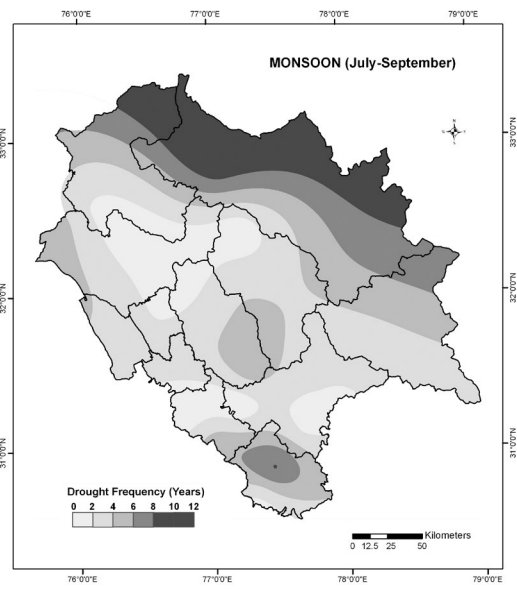 76°0'0"E 77°0'0"E 78°0'0"E 79°0'0"E
MONSOON (July-September)
N
33°0'0"N 33°0'0"N
32°0'0"N 32°0'0"N
31°0'0"N 31°0'0"N
Drought Frequency (Years)
0 2 4 6 8 10 12
Kilometers
0 12.5 25 50
76°0'0"E 77°0'0"E 78°0'0"E 79°0'0"E